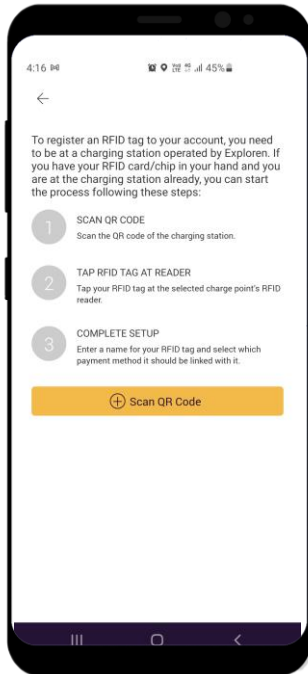 4:16
45%
To register an RFID tag to your account, you need
to be at a charging station operated by Exploren. If
you have your RFID card/chip in your hand and you
are at the charging station already, you can start
the process following these steps:
1
SCAN QR CODE
Scan the QR code of the charging station.
2
TAP RFID TAG AT READER
Tap your RFID tag at the selected charge point's RFID
reader.
3
COMPLETE SETUP
Enter a name for your RFID tag and select which
payment method it should be linked with it.
Scan QR Code